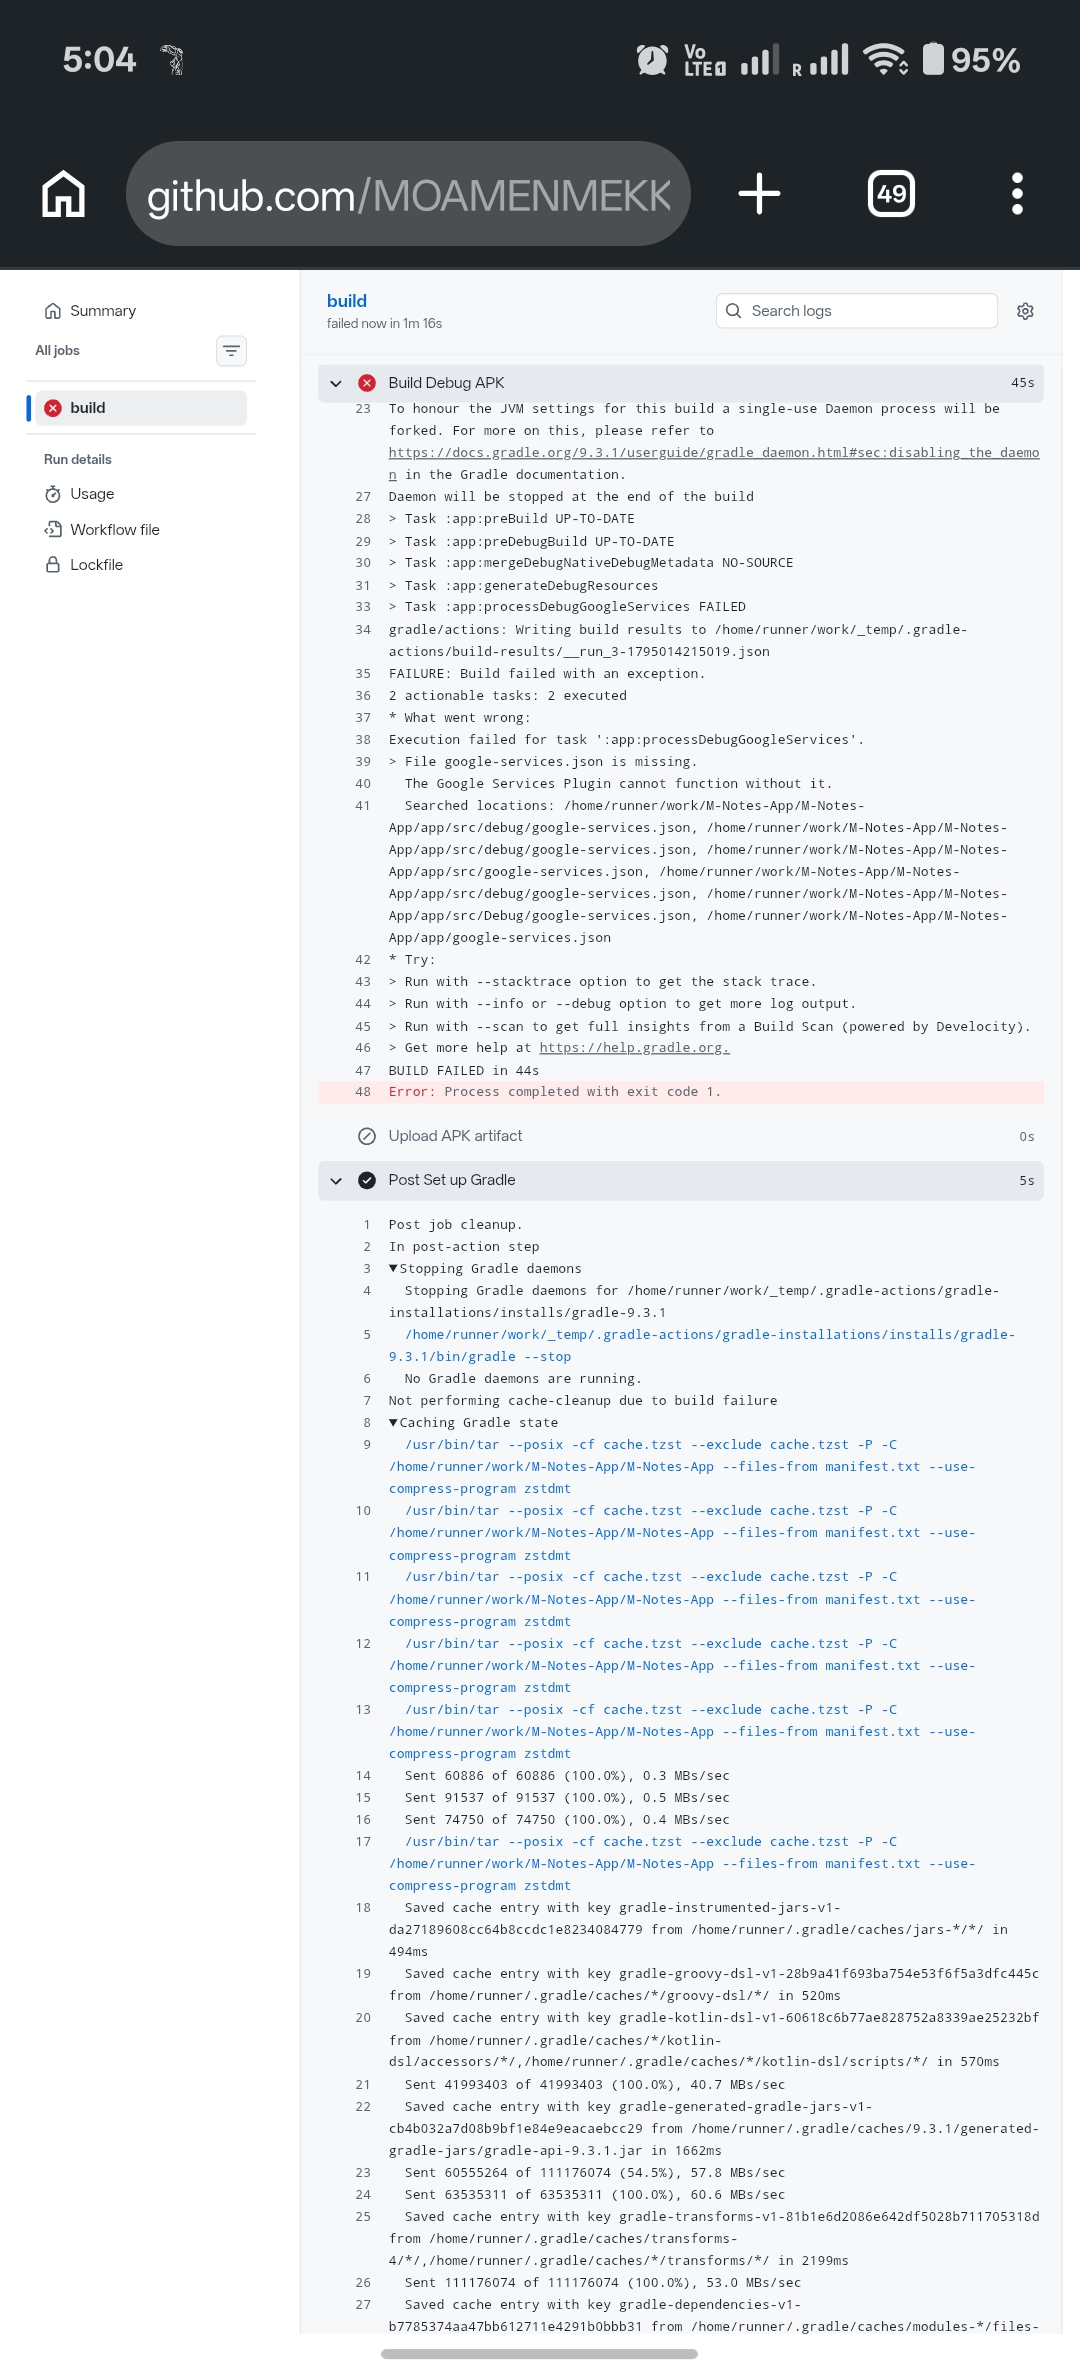 5:04
Vo LTE 1
R
95%
github.com/MOAMENMEKK
49
Summary
All jobs
build
Run details
Usage
Workflow file
Lockfile
build
failed now in 1m 16s
Search logs
Build Debug APK 45s
23 To honour the JVM settings for this build a single-use Daemon process will be
forked. For more on this, please refer to
https://docs.gradle.org/9.3.1/userguide/gradle_daemon.html#sec:disabling_the_daemo
n in the Gradle documentation.
27 Daemon will be stopped at the end of the build
28 > Task :app:preBuild UP-TO-DATE
29 > Task :app:preDebugBuild UP-TO-DATE
30 > Task :app:mergeDebugNativeDebugMetadata NO-SOURCE
31 > Task :app:generateDebugResources
33 > Task :app:processDebugGoogleServices FAILED
34 gradle/actions: Writing build results to /home/runner/work/_temp/.gradle-
actions/build-results/__run_3-1795014215019.json
35 FAILURE: Build failed with an exception.
36 2 actionable tasks: 2 executed
37 * What went wrong:
38 Execution failed for task ':app:processDebugGoogleServices'.
39 > File google-services.json is missing.
40 The Google Services Plugin cannot function without it.
41 Searched locations: /home/runner/work/M-Notes-App/M-Notes-
App/app/src/debug/google-services.json, /home/runner/work/M-Notes-App/M-Notes-
App/app/src/debug/google-services.json, /home/runner/work/M-Notes-App/M-Notes-
App/app/src/google-services.json, /home/runner/work/M-Notes-App/M-Notes-
App/app/src/debug/google-services.json, /home/runner/work/M-Notes-App/M-Notes-
App/app/src/Debug/google-services.json, /home/runner/work/M-Notes-App/M-Notes-
App/app/google-services.json
42 * Try:
43 > Run with --stacktrace option to get the stack trace.
44 > Run with --info or --debug option to get more log output.
45 > Run with --scan to get full insights from a Build Scan (powered by Develocity).
46 > Get more help at https://help.gradle.org.
47 BUILD FAILED in 44s
48 Error: Process completed with exit code 1.
Upload APK artifact 0s
Post Set up Gradle 5s
1 Post job cleanup.
2 In post-action step
3 ▼Stopping Gradle daemons
4 Stopping Gradle daemons for /home/runner/work/_temp/.gradle-actions/gradle-
installations/installs/gradle-9.3.1
5 /home/runner/work/_temp/.gradle-actions/gradle-installations/installs/gradle-
9.3.1/bin/gradle --stop
6 No Gradle daemons are running.
7 Not performing cache-cleanup due to build failure
8 ▼Caching Gradle state
9 /usr/bin/tar --posix -cf cache.tzst --exclude cache.tzst -P -C
/home/runner/work/M-Notes-App/M-Notes-App --files-from manifest.txt --use-
compress-program zstdmt
10 /usr/bin/tar --posix -cf cache.tzst --exclude cache.tzst -P -C
/home/runner/work/M-Notes-App/M-Notes-App --files-from manifest.txt --use-
compress-program zstdmt
11 /usr/bin/tar --posix -cf cache.tzst --exclude cache.tzst -P -C
/home/runner/work/M-Notes-App/M-Notes-App --files-from manifest.txt --use-
compress-program zstdmt
12 /usr/bin/tar --posix -cf cache.tzst --exclude cache.tzst -P -C
/home/runner/work/M-Notes-App/M-Notes-App --files-from manifest.txt --use-
compress-program zstdmt
13 /usr/bin/tar --posix -cf cache.tzst --exclude cache.tzst -P -C
/home/runner/work/M-Notes-App/M-Notes-App --files-from manifest.txt --use-
compress-program zstdmt
14 Sent 60886 of 60886 (100.0%), 0.3 MBs/sec
15 Sent 91537 of 91537 (100.0%), 0.5 MBs/sec
16 Sent 74750 of 74750 (100.0%), 0.4 MBs/sec
17 /usr/bin/tar --posix -cf cache.tzst --exclude cache.tzst -P -C
/home/runner/work/M-Notes-App/M-Notes-App --files-from manifest.txt --use-
compress-program zstdmt
18 Saved cache entry with key gradle-instrumented-jars-v1-
da27189608cc64b8ccdc1e8234084779 from /home/runner/.gradle/caches/jars-*/*/ in
494ms
19 Saved cache entry with key gradle-groovy-dsl-v1-28b9a41f693ba754e53f6f5a3dfc445c
from /home/runner/.gradle/caches/*/groovy-dsl/*/ in 520ms
20 Saved cache entry with key gradle-kotlin-dsl-v1-60618c6b77ae828752a8339ae25232bf
from /home/runner/.gradle/caches/*/kotlin-
dsl/accessors/*/,/home/runner/.gradle/caches/*/kotlin-dsl/scripts/*/ in 570ms
21 Sent 41993403 of 41993403 (100.0%), 40.7 MBs/sec
22 Saved cache entry with key gradle-generated-gradle-jars-v1-
cb4b032a7d08b9bf1e84e9eacaebcc29 from /home/runner/.gradle/caches/9.3.1/generated-
gradle-jars/gradle-api-9.3.1.jar in 1662ms
23 Sent 60555264 of 111176074 (54.5%), 57.8 MBs/sec
24 Sent 63535311 of 63535311 (100.0%), 60.6 MBs/sec
25 Saved cache entry with key gradle-transforms-v1-81b1e6d2086e642df5028b711705318d
from /home/runner/.gradle/caches/transforms-
4/*/,/home/runner/.gradle/caches/*/transforms/*/ in 2199ms
26 Sent 111176074 of 111176074 (100.0%), 53.0 MBs/sec
27 Saved cache entry with key gradle-dependencies-v1-
b7785374aa47bb612711e4291b0bbb31 from /home/runner/.gradle/caches/modules-*/files-